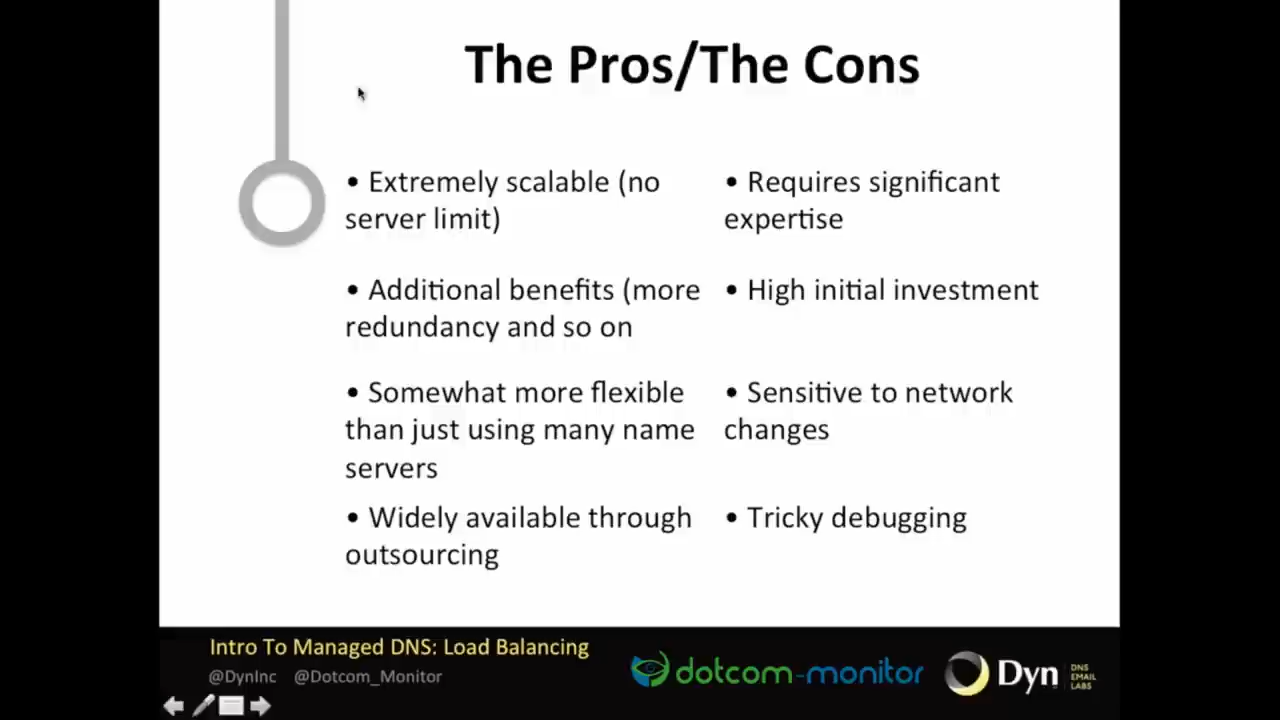 The Pros/The Cons
• Extremely scalable (no
server limit)
• Additional benefits (more
redundancy and so on
• Somewhat more flexible
than just using many name
servers
• Widely available through
outsourcing
• Requires significant
expertise
• High initial investment
• Sensitive to network
changes
• Tricky debugging
Intro To Managed DNS: Load Balancing
@DynInc @Dotcom_Monitor
dotcom-monitor
Dyn
DNS
EMAIL
LABS